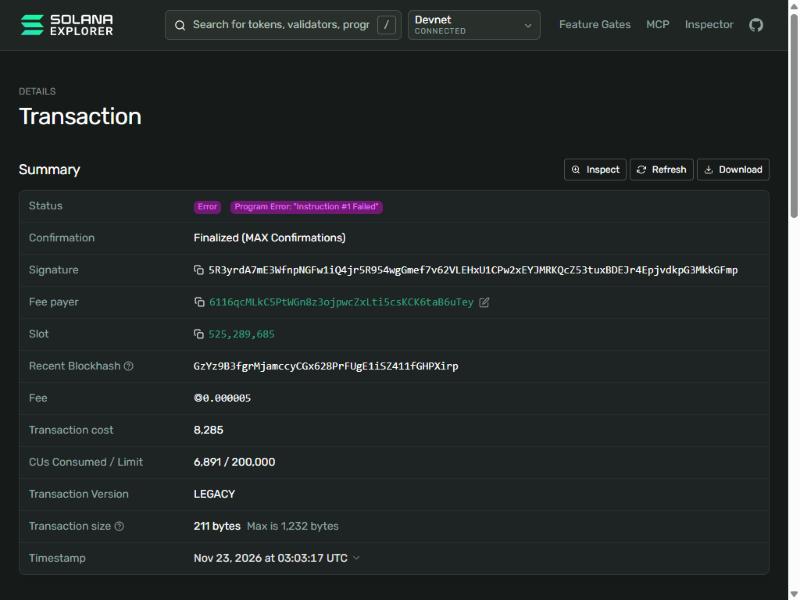 SOLANA
EXPLORER
Search for tokens, validators, progr /
Devnet
CONNECTED
Feature Gates MCP Inspector
DETAILS
Transaction
Summary
Inspect Refresh Download
Status Error Program Error: "Instruction #1 Failed"
Confirmation Finalized (MAX Confirmations)
Signature 5R3yrdA7mE3WfnpNGFw1iQ4jr5R954wgGmef7v62VLEHxU1CPw2xEYJMRKQcZ53tuxBDEJr4EpjvdkpG3MkkGFmp
Fee payer 6116qcMLkC5PtWGn8z3ojpwcZxLti5csKCK6taB6uTey
Slot 525,289,685
Recent Blockhash GzYz9B3fgrMjamccyCGx628PrFUgE1iSZ411fGHPXirp
Fee ◎0.000005
Transaction cost 8,285
CUs Consumed / Limit 6,891 / 200,000
Transaction Version LEGACY
Transaction size 211 bytes Max is 1,232 bytes
Timestamp Nov 23, 2026 at 03:03:17 UTC